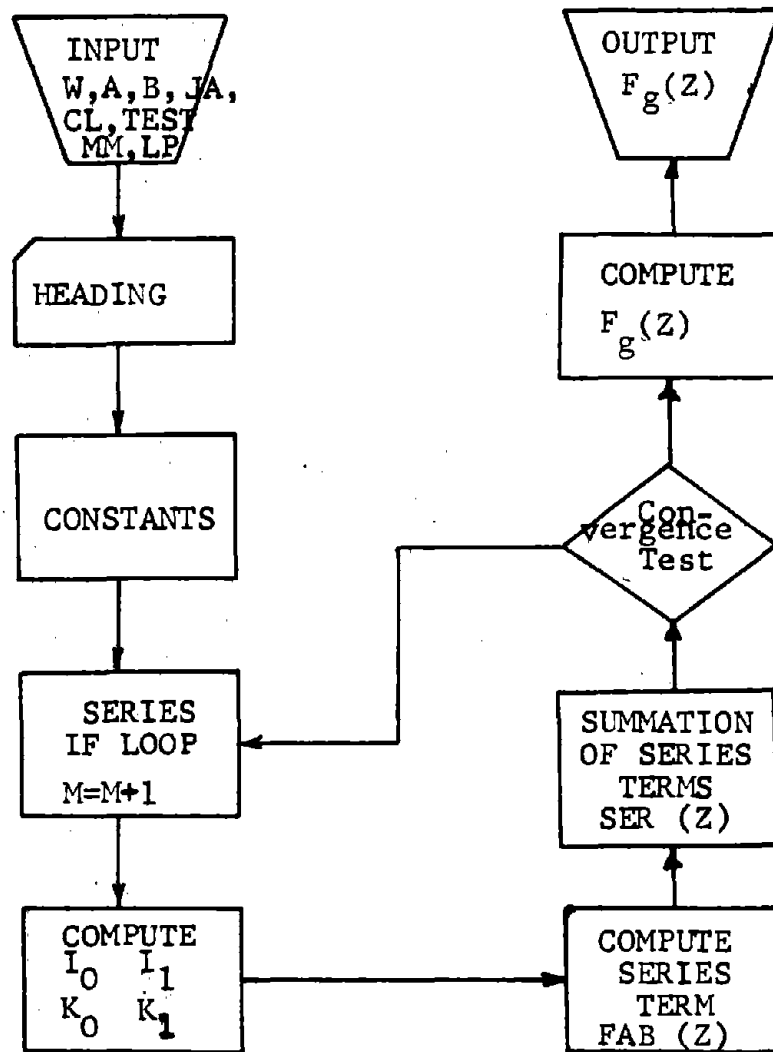 INPUT
W,A,B,JA,
CL,TEST
MM,LP
HEADING
CONSTANTS
SERIES
IF LOOP
M=M+1
COMPUTE
I0 I1
K0 K1
COMPUTE
SERIES
TERM
FAB (Z)
SUMMATION
OF SERIES
TERMS
SER (Z)
Con-
vergence
Test
COMPUTE
Fg(Z)
OUTPUT
Fg(Z)